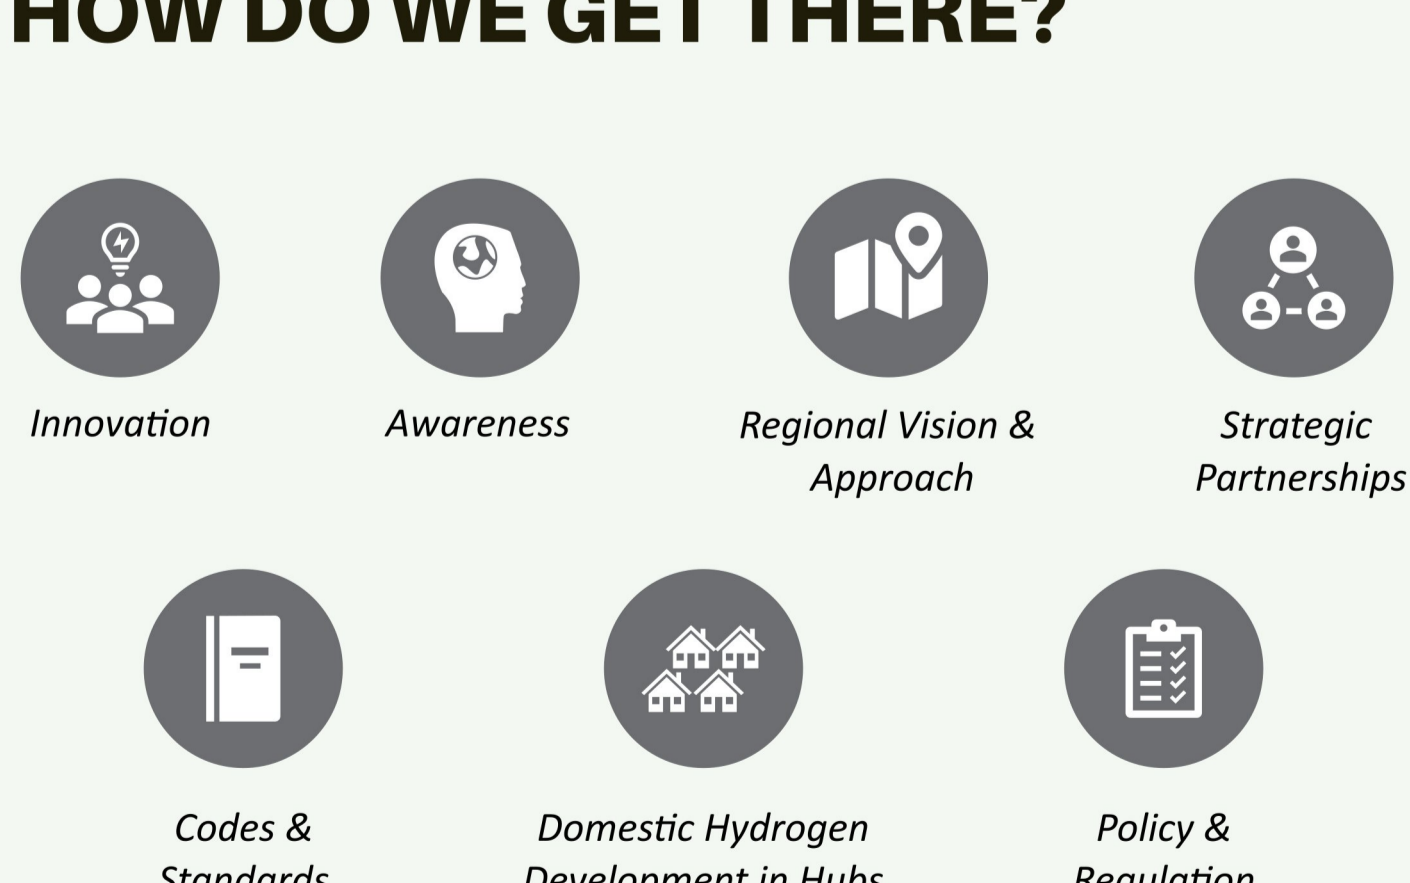 HOW DO WE GET THERE?
Innovation
Awareness
Regional Vision &
Approach
Strategic
Partnerships
Codes &
Standards
Domestic Hydrogen
Development in Hubs
Policy &
Regulation